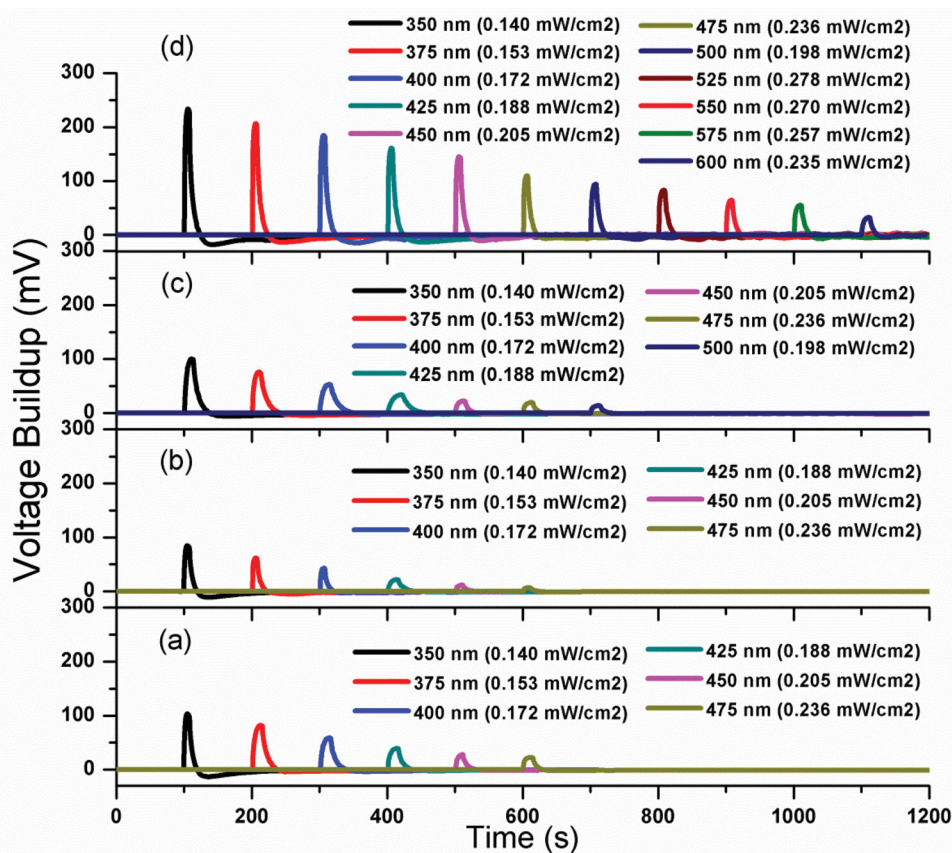 (d)
350 nm (0.140 mW/cm2)
375 nm (0.153 mW/cm2)
400 nm (0.172 mW/cm2)
425 nm (0.188 mW/cm2)
450 nm (0.205 mW/cm2)
475 nm (0.236 mW/cm2)
500 nm (0.198 mW/cm2)
525 nm (0.278 mW/cm2)
550 nm (0.270 mW/cm2)
575 nm (0.257 mW/cm2)
600 nm (0.235 mW/cm2)
300
200
100
0
(c)
350 nm (0.140 mW/cm2)
375 nm (0.153 mW/cm2)
400 nm (0.172 mW/cm2)
425 nm (0.188 mW/cm2)
450 nm (0.205 mW/cm2)
475 nm (0.236 mW/cm2)
500 nm (0.198 mW/cm2)
300
200
100
0
(b)
350 nm (0.140 mW/cm2)
375 nm (0.153 mW/cm2)
400 nm (0.172 mW/cm2)
425 nm (0.188 mW/cm2)
450 nm (0.205 mW/cm2)
475 nm (0.236 mW/cm2)
300
200
100
0
(a)
350 nm (0.140 mW/cm2)
375 nm (0.153 mW/cm2)
400 nm (0.172 mW/cm2)
425 nm (0.188 mW/cm2)
450 nm (0.205 mW/cm2)
475 nm (0.236 mW/cm2)
300
200
100
0
Voltage Buildup (mV)
0 200 400 600 800 1000 1200
Time (s)